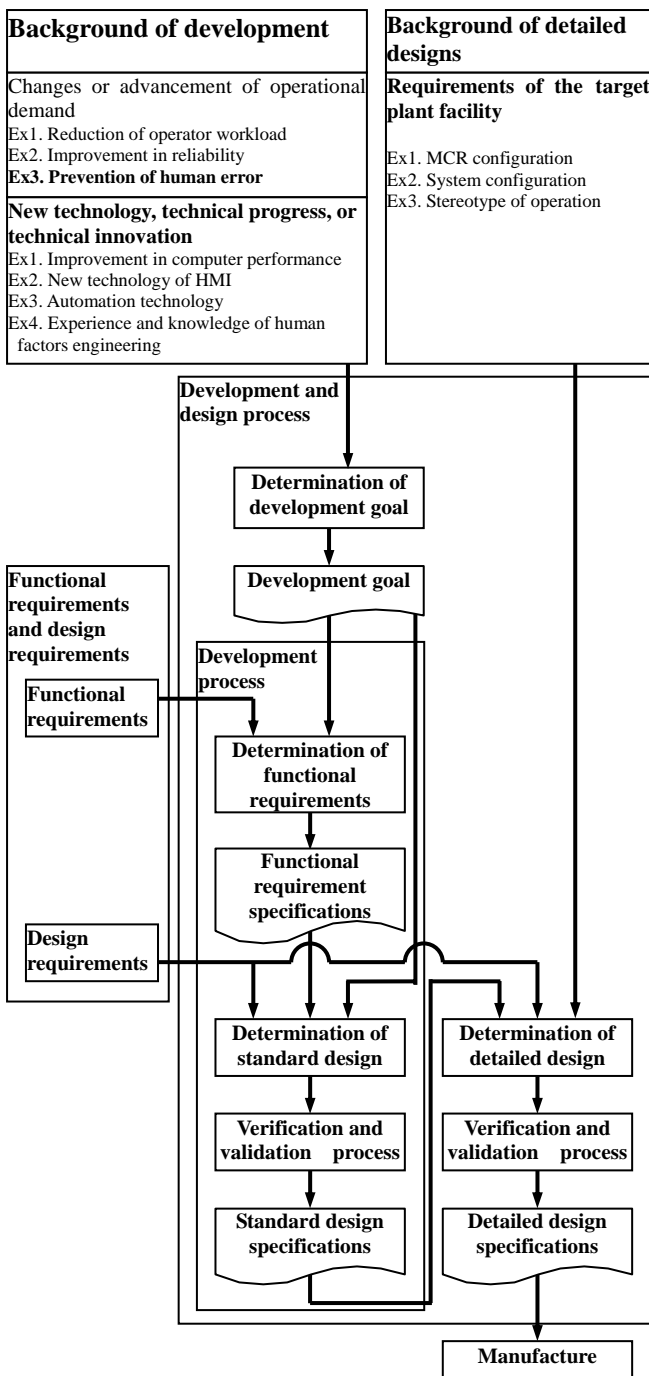 Background of development
Changes or advancement of operational
demand
Ex1. Reduction of operator workload
Ex2. Improvement in reliability
Ex3. Prevention of human error
New technology, technical progress, or
technical innovation
Ex1. Improvement in computer performance
Ex2. New technology of HMI
Ex3. Automation technology
Ex4. Experience and knowledge of human
factors engineering
Background of detailed
designs
Requirements of the target
plant facility
Ex1. MCR configuration
Ex2. System configuration
Ex3. Stereotype of operation
Development and
design process
Determination of
development goal
Development goal
Functional
requirements
and design
requirements
Development
process
Functional
requirements
Determination of
functional
requirements
Functional
requirement
specifications
Design
requirements
Determination of
standard design
Determination of
detailed design
Verification and
validation process
Verification and
validation process
Standard design
specifications
Detailed design
specifications
Manufacture